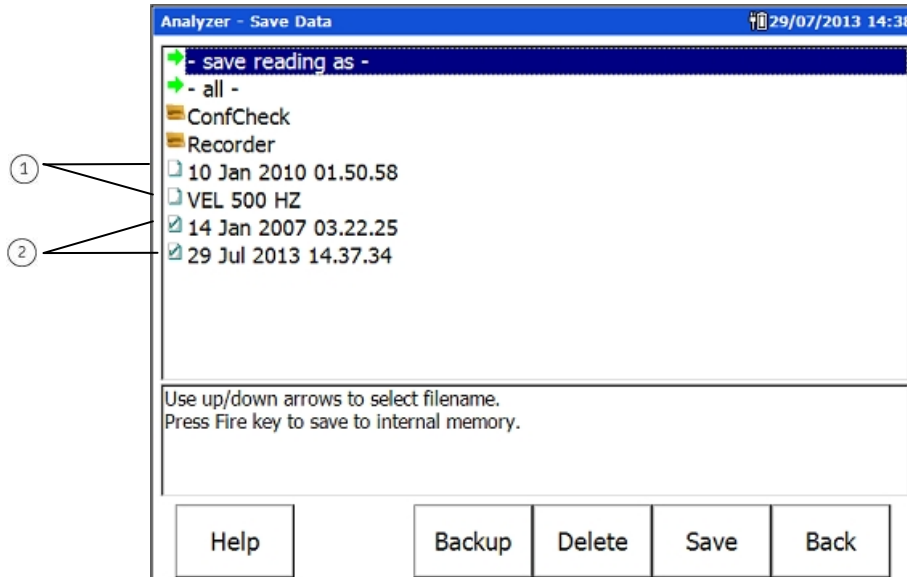 Analyzer - Save Data 29/07/2013 14:38
- save reading as -
- all -
ConfCheck
Recorder
1 10 Jan 2010 01.50.58
VEL 500 HZ
14 Jan 2007 03.22.25
2 29 Jul 2013 14.37.34
Use up/down arrows to select filename.
Press Fire key to save to internal memory.
Help Backup Delete Save Back